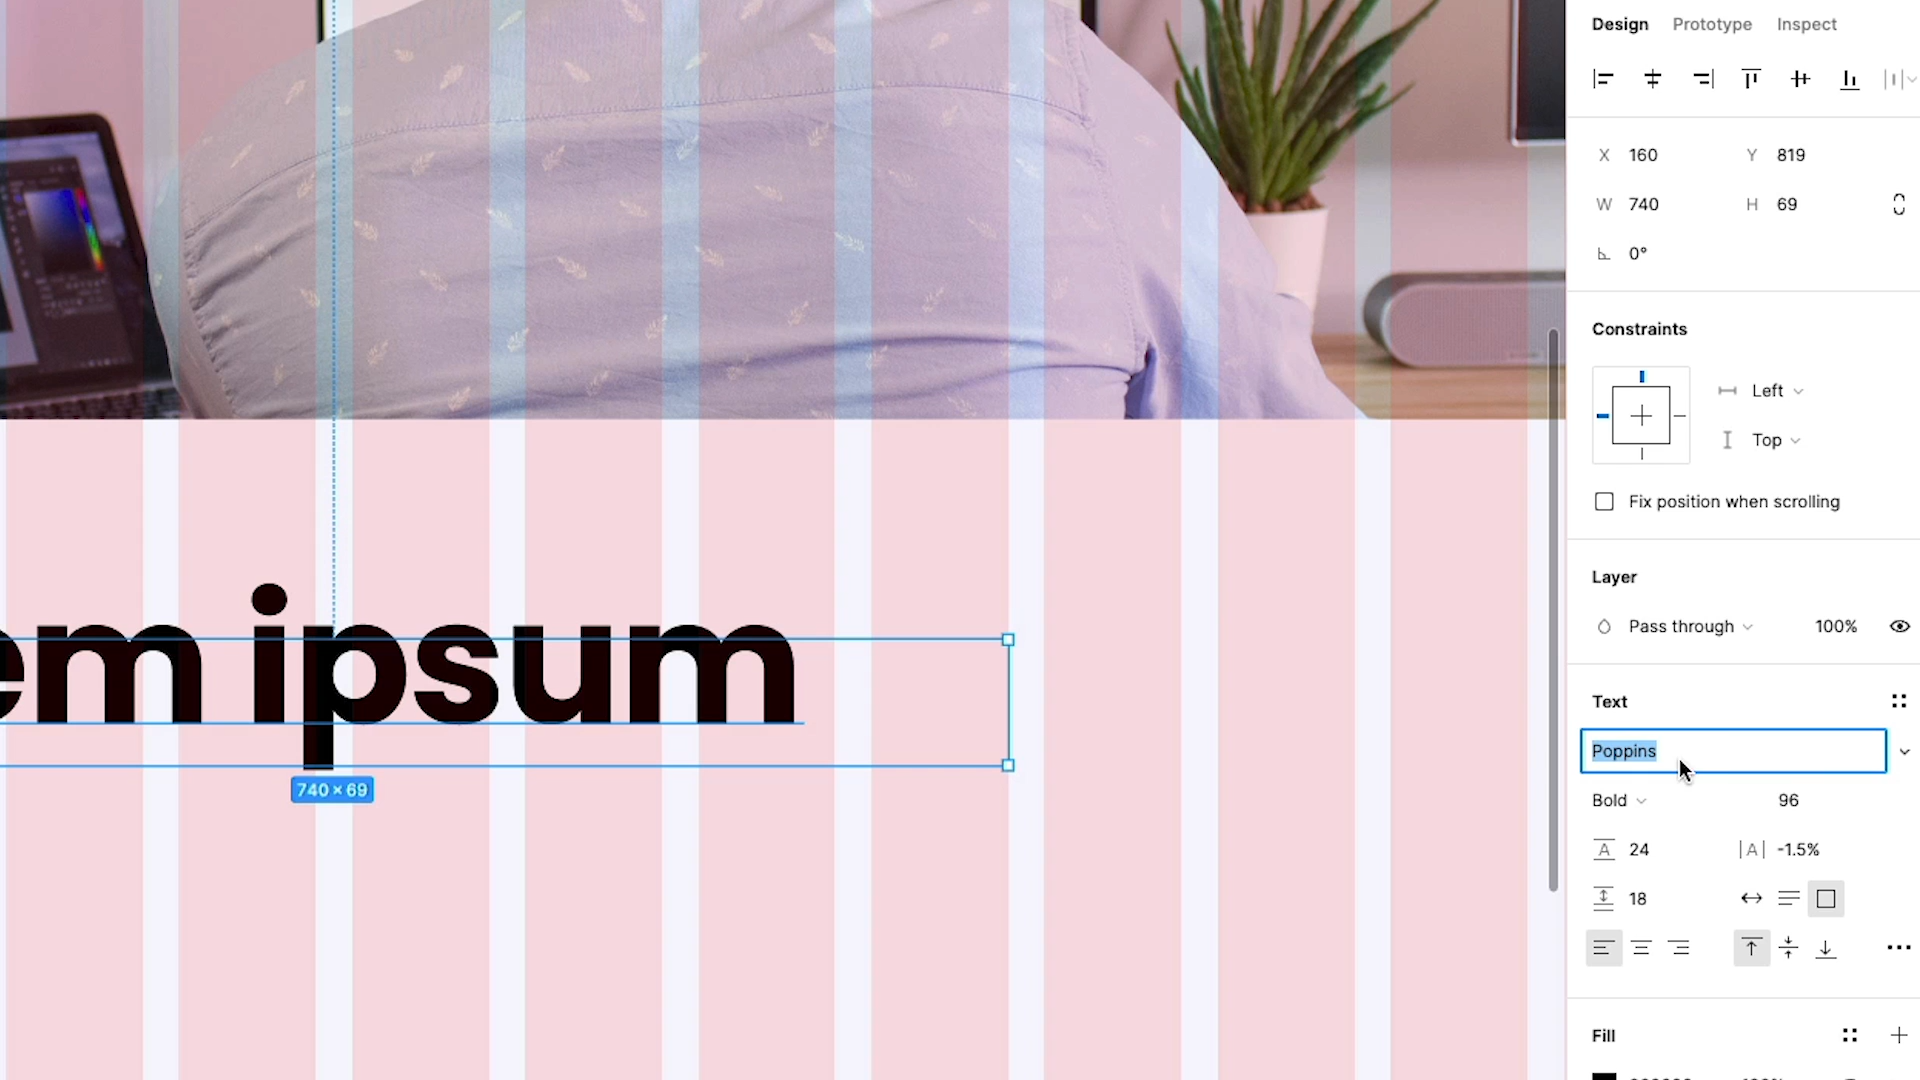 Design Prototype Inspect
X 160 Y 819
W 740 H 69
0°
Constraints
Left
Top
Fix position when scrolling
Layer
Pass through 100%
em ipsum
Text
Poppins
740 × 69
Bold 96
A 24 |A| -1.5%
18
Fill